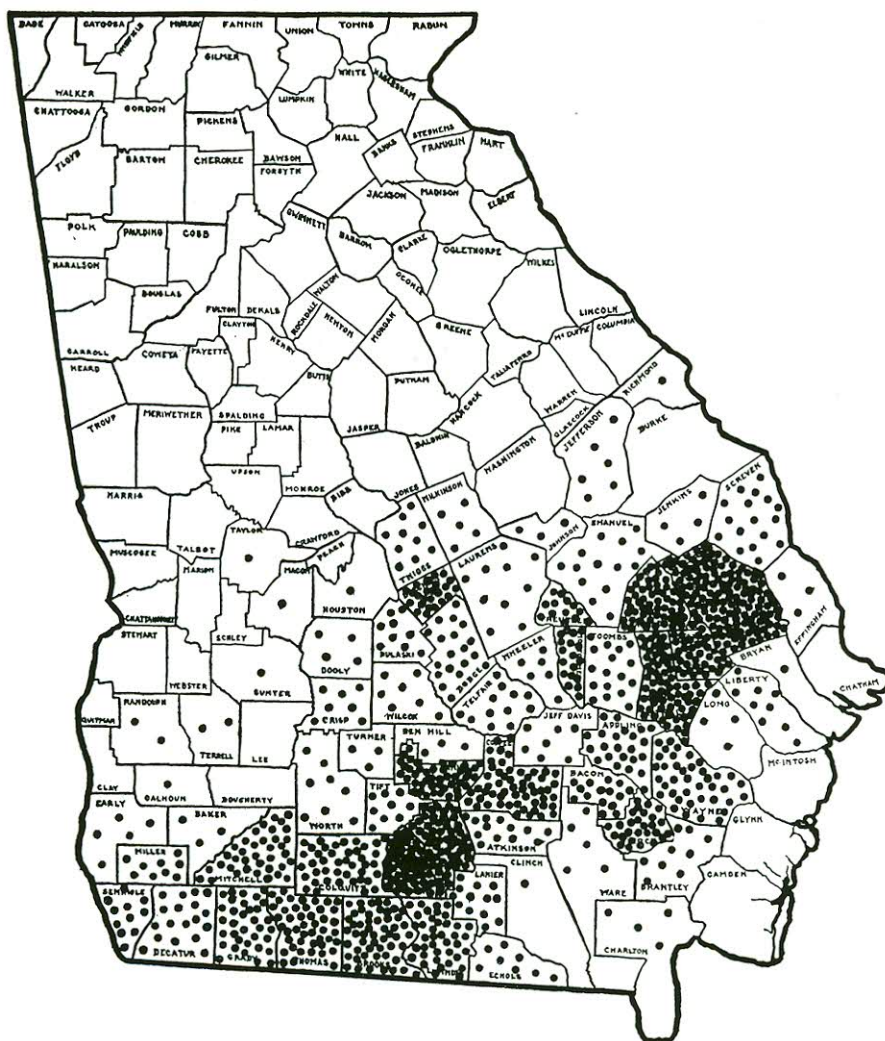 DADE
CATOOSA
WHITFIELD
MURRAY
FANNIN
UNION
TOWNS
RABUN
GILMER
WHITE
HABERSHAM
WALKER
LUMPKIN
CHATTOOGA
GORDON
PICKENS
STEPHENS
HALL
BANKS
FRANKLIN
HART
FLOYD
BARTOW
CHEROKEE
DAWSON
FORSYTH
JACKSON
MADISON
ELBERT
POLK
PAULDING
COBB
GWINNETT
BARROW
CLARKE
OGLETHORPE
HARALSON
OCONEE
WILKES
DOUGLAS
WALTON
FULTON
DEKALB
ROCKDALE
NEWTON
MORGAN
LINCOLN
CLAYTON
GREENE
McDUFFIE
COLUMBIA
CARROLL
COWETA
FAYETTE
HENRY
TALIAFERRO
HEARD
BUTTS
PUTNAM
RICHMOND
WARREN
HANCOCK
GLASCOCK
TROUP
MERIWETHER
SPALDING
JASPER
JEFFERSON
BURKE
PIKE
LAMAR
BALDWIN
WASHINGTON
UPSON
MONROE
JONES
WILKINSON
SCREVEN
HARRIS
BIBB
JENKINS
TALBOT
TAYLOR
CRAWFORD
JOHNSON
EMANUEL
MUSCOGEE
PEACH
TWIGGS
LAURENS
MARION
MACON
HOUSTON
EFFINGHAM
SCHLEY
STEWART
DOOLY
PULASKI
WHEELER
TOOMBS
BRYAN
WEBSTER
SUMTER
DODGE
LIBERTY
CHATHAM
QUITMAN
RANDOLPH
CRISP
WILCOX
TELFAIR
JEFF DAVIS
APPLING
LONG
TERRELL
LEE
TURNER
BEN HILL
COFFEE
McINTOSH
CLAY
CALHOUN
DOUGHERTY
TIFT
BACON
WAYNE
EARLY
BAKER
WORTH
GLYNN
MILLER
MITCHELL
ATKINSON
COLQUITT
CLINCH
LANIER
WARE
BRANTLEY
CAMDEN
SEMINOLE
DECATUR
GRADY
THOMAS
BROOKS
ECHOLS
CHARLTON